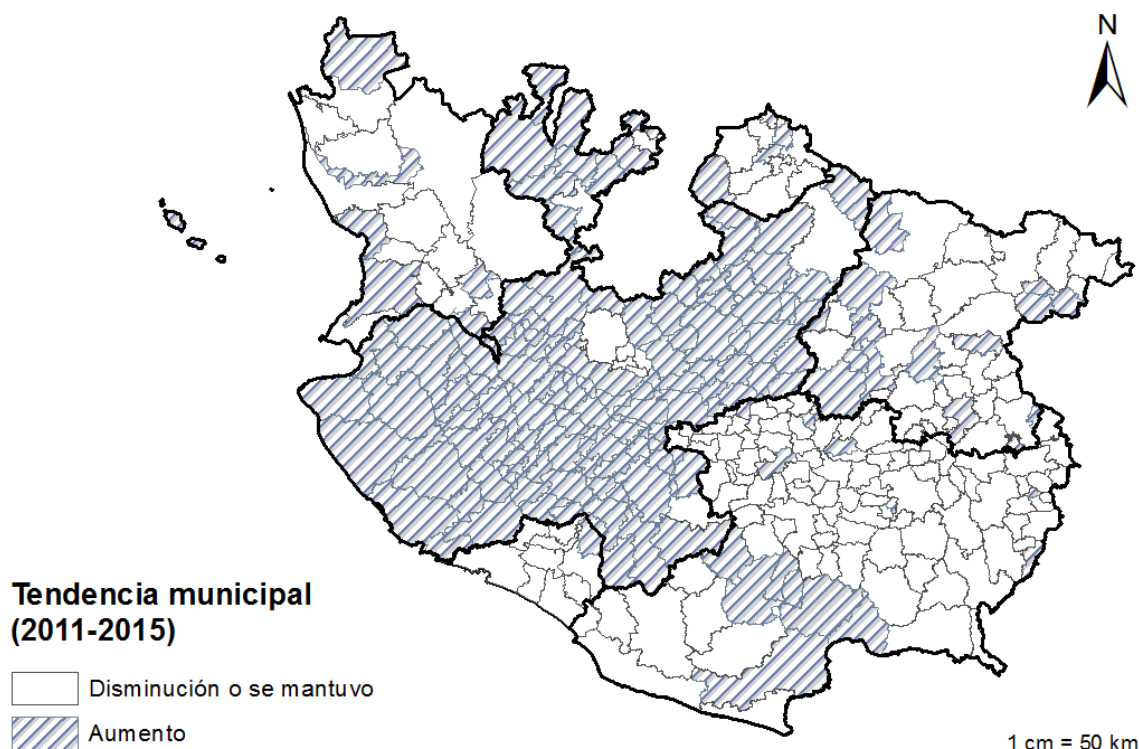 N
Tendencia municipal
(2011-2015)
Disminución o se mantuvo
Aumento
1 cm = 50 km